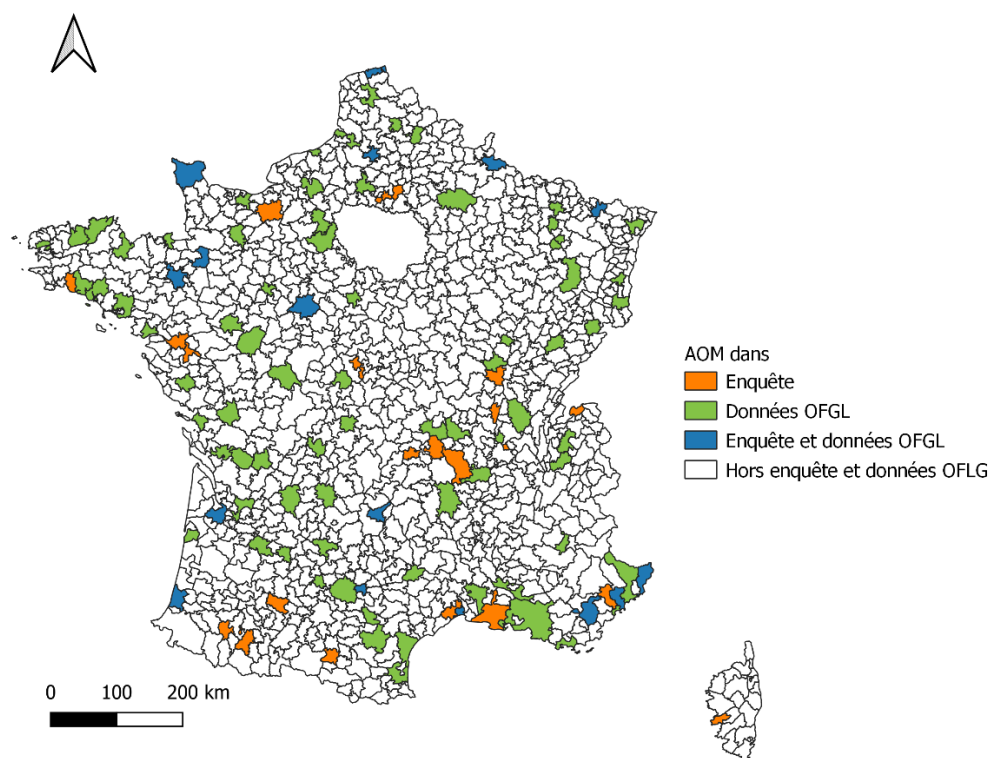 AOM dans
Enquête
Données OFGL
Enquête et données OFGL
Hors enquête et données OFLG
0 100 200 km